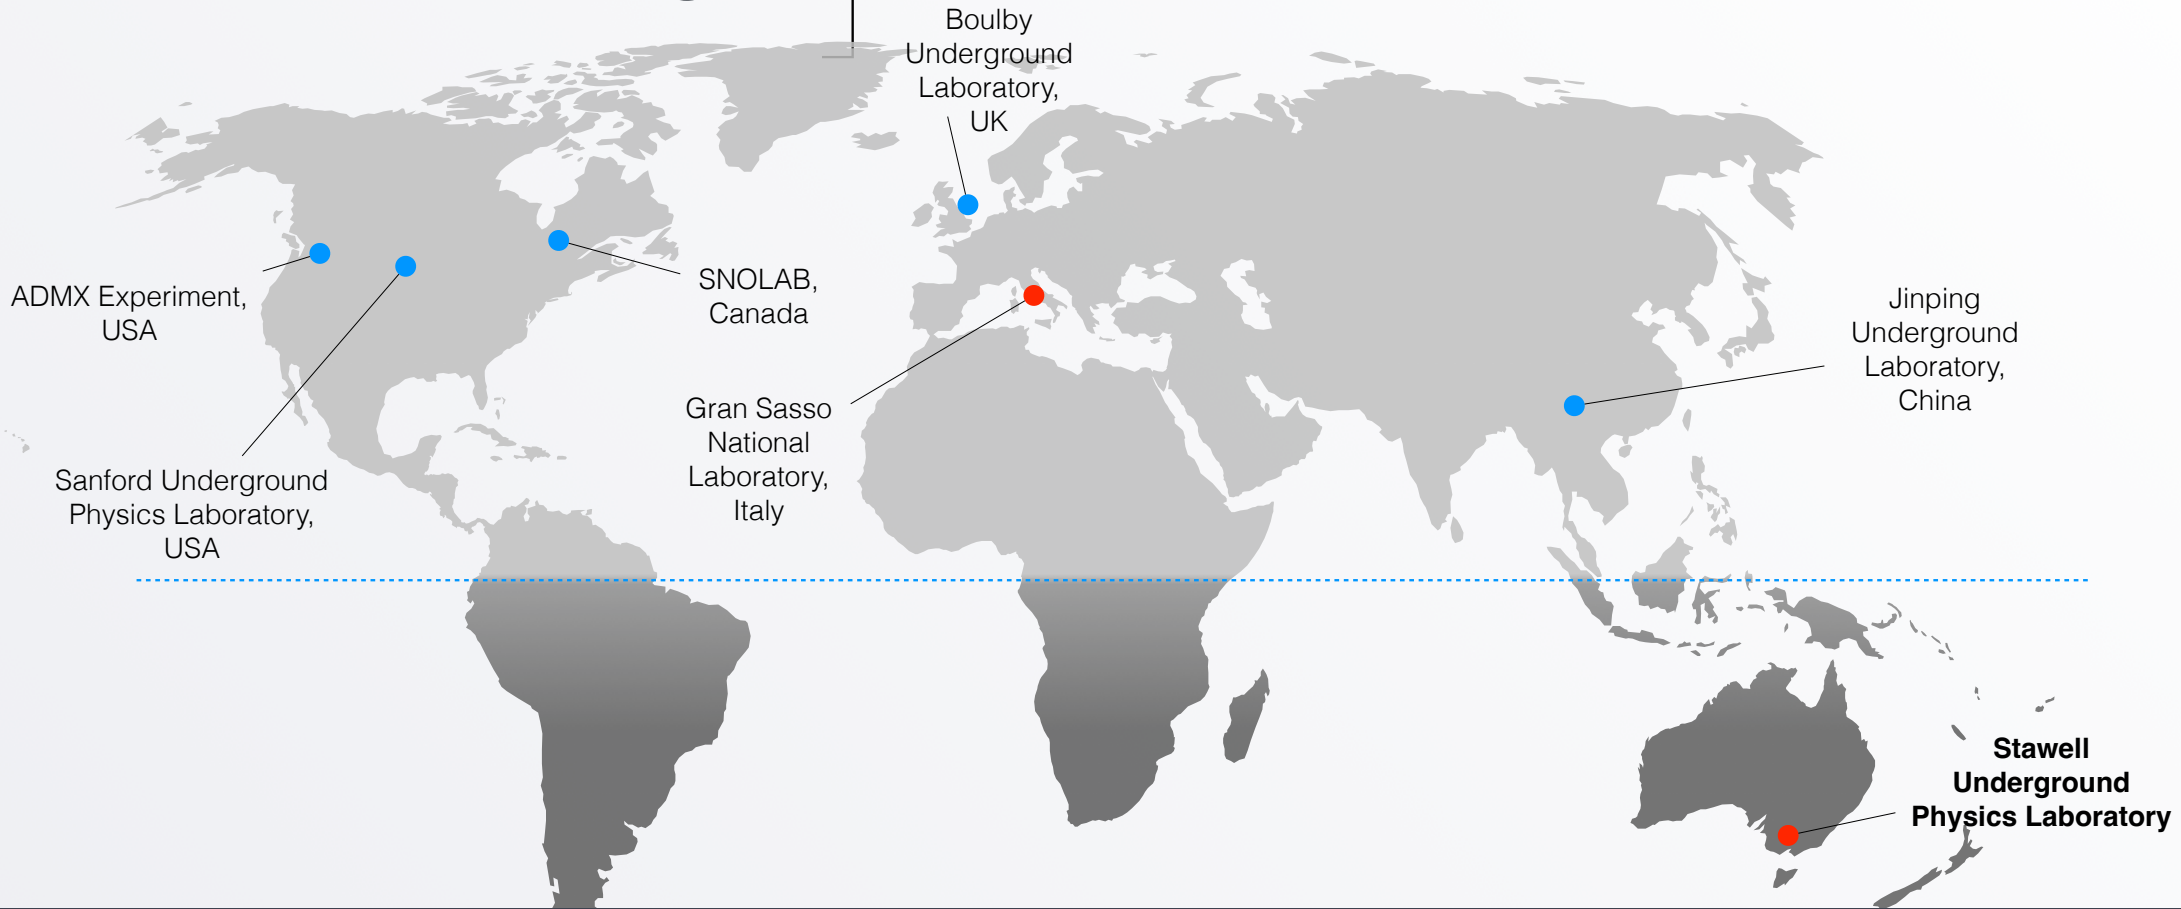 Boulby
Underground
Laboratory,
UK
ADMX Experiment,
USA
SNOLAB,
Canada
Jinping
Underground
Laboratory,
China
Gran Sasso
National
Laboratory,
Italy
Sanford Underground
Physics Laboratory,
USA
Stawell
Underground
Physics Laboratory